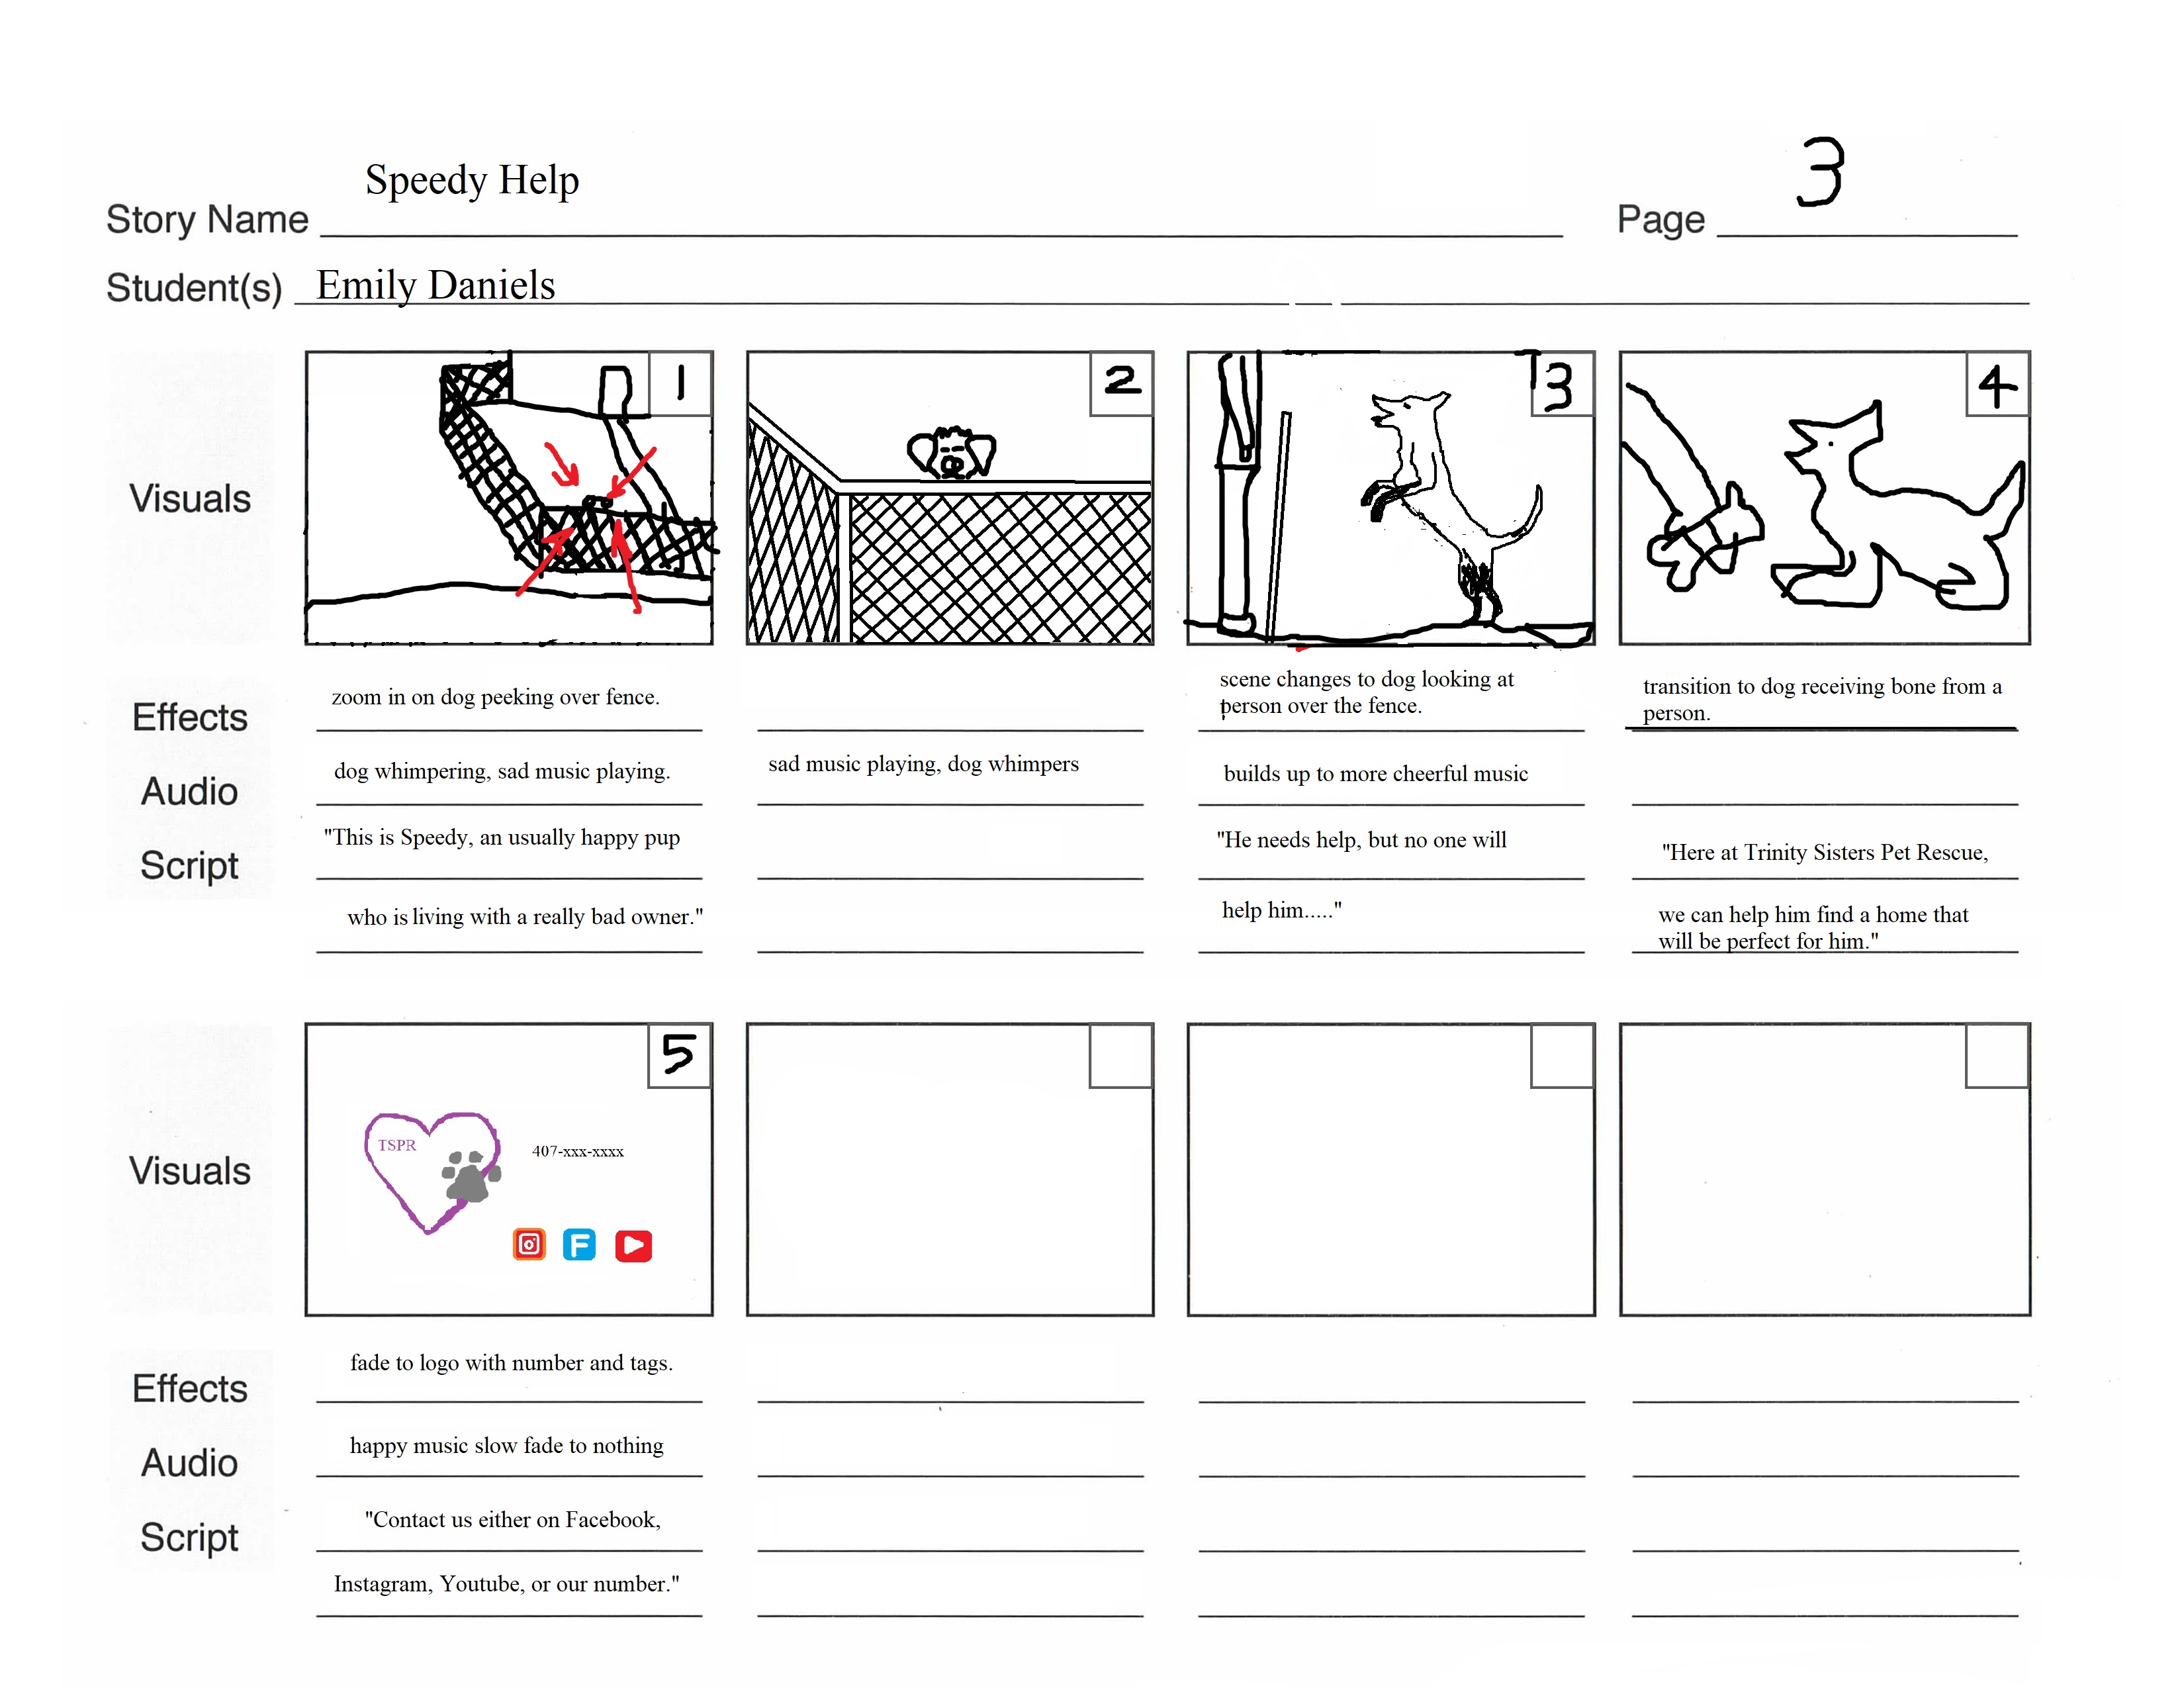 Speedy Help
Story Name
Page 3
Student(s) Emily Daniels
Visuals
1
2
3
4
Effects
zoom in on dog peeking over fence.
scene changes to dog looking at
person over the fence.
transition to dog receiving bone from a
person.
Audio
dog whimpering, sad music playing.
sad music playing, dog whimpers
builds up to more cheerful music
Script
"This is Speedy, an usually happy pup
who is living with a really bad owner."
"He needs help, but no one will
help him....."
"Here at Trinity Sisters Pet Rescue,
we can help him find a home that
will be perfect for him."
Visuals
5
TSPR
407-xxx-xxxx
F
Effects
fade to logo with number and tags.
Audio
happy music slow fade to nothing
Script
"Contact us either on Facebook,
Instagram, Youtube, or our number."